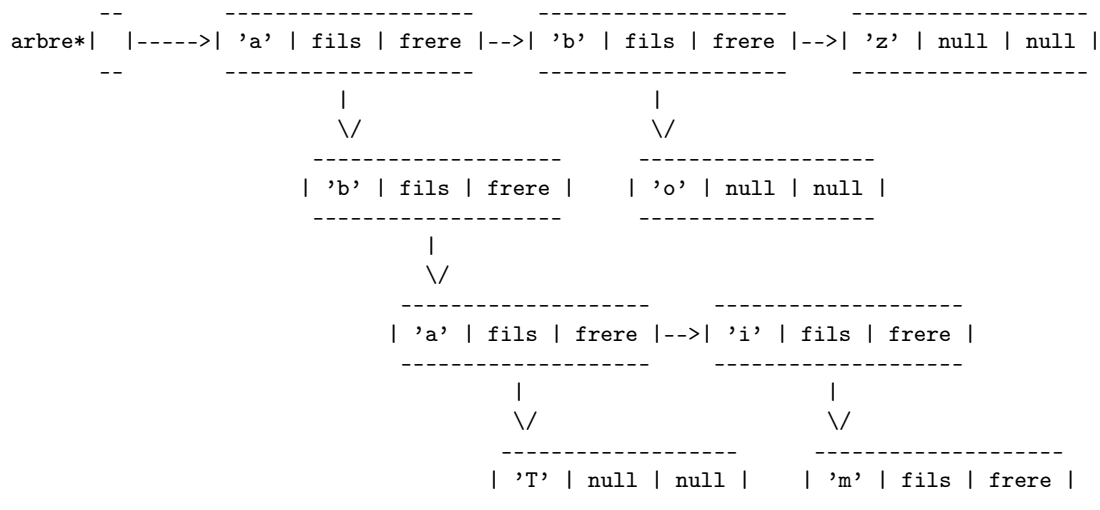 -- -------------------- -------------------- -------------------
arbre*| |----->| ’a’ | fils | frere |-->| ’b’ | fils | frere |-->| ’z’ | null | null |
-- -------------------- -------------------- -------------------
| |
\/ \/
-------------------- -------------------
| ’b’ | fils | frere | | ’o’ | null | null |
-------------------- -------------------
|
\/
-------------------- --------------------
| ’a’ | fils | frere |-->| ’i’ | fils | frere |
-------------------- --------------------
| |
\/ \/
------------------- --------------------
| ’T’ | null | null | | ’m’ | fils | frere |